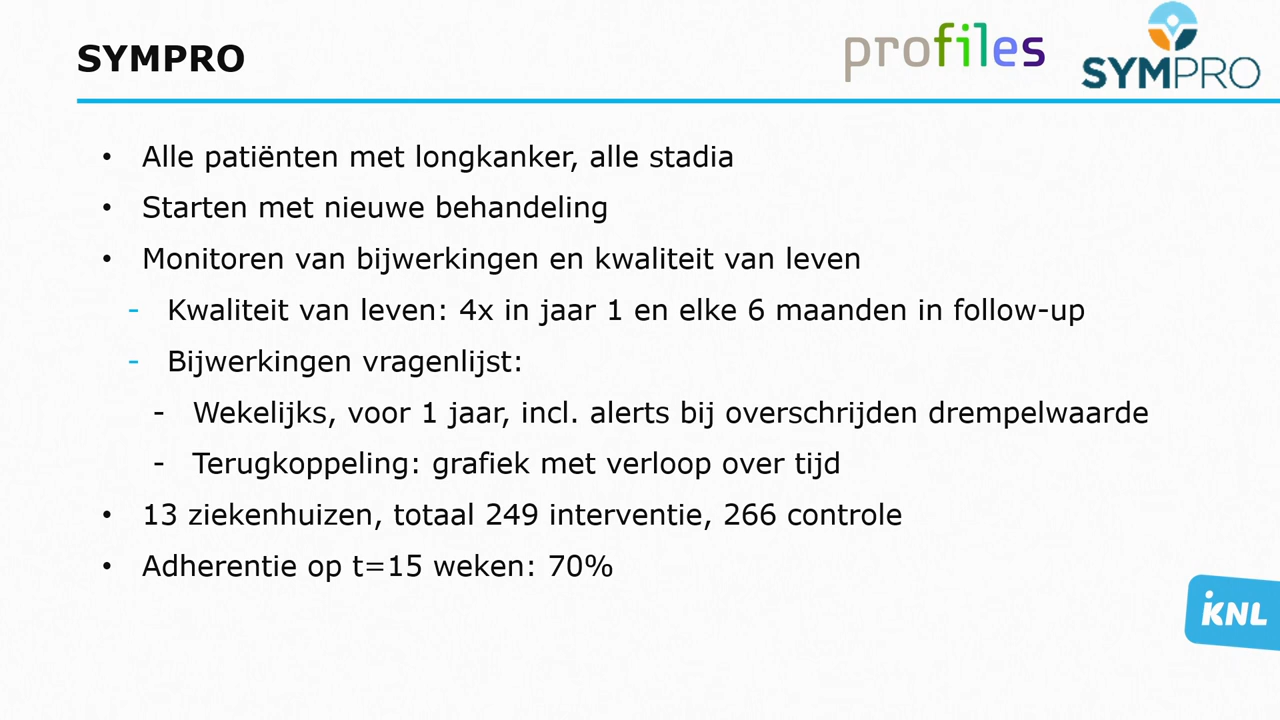 SYMPRO
profiles
SYMPRO
• Alle patiënten met longkanker, alle stadia
• Starten met nieuwe behandeling
• Monitoren van bijwerkingen en kwaliteit van leven
- Kwaliteit van leven: 4x in jaar 1 en elke 6 maanden in follow-up
- Bijwerkingen vragenlijst:
- Wekelijks, voor 1 jaar, incl. alerts bij overschrijden drempelwaarde
- Terugkoppeling: grafiek met verloop over tijd
• 13 ziekenhuizen, totaal 249 interventie, 266 controle
• Adherentie op t=15 weken: 70%
iKNL